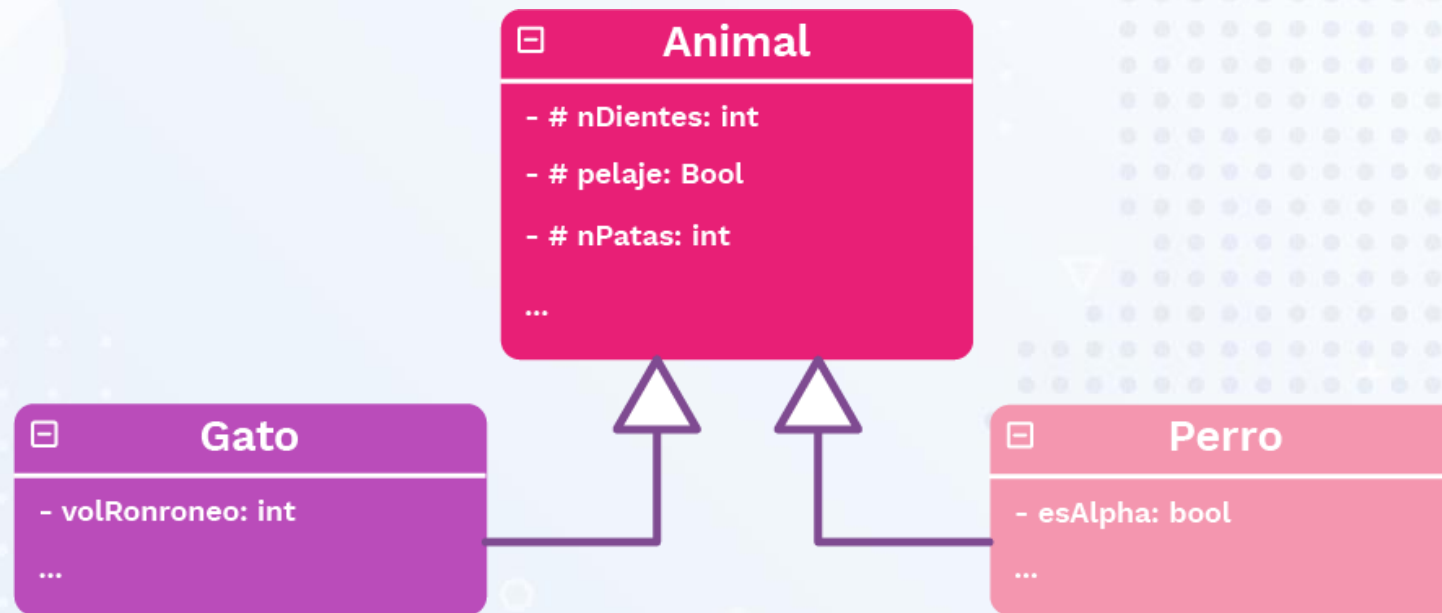 Animal
- # nDientes: int
- # pelaje: Bool
- # nPatas: int
...
Gato
- volRonroneo: int
...
Perro
- esAlpha: bool
...